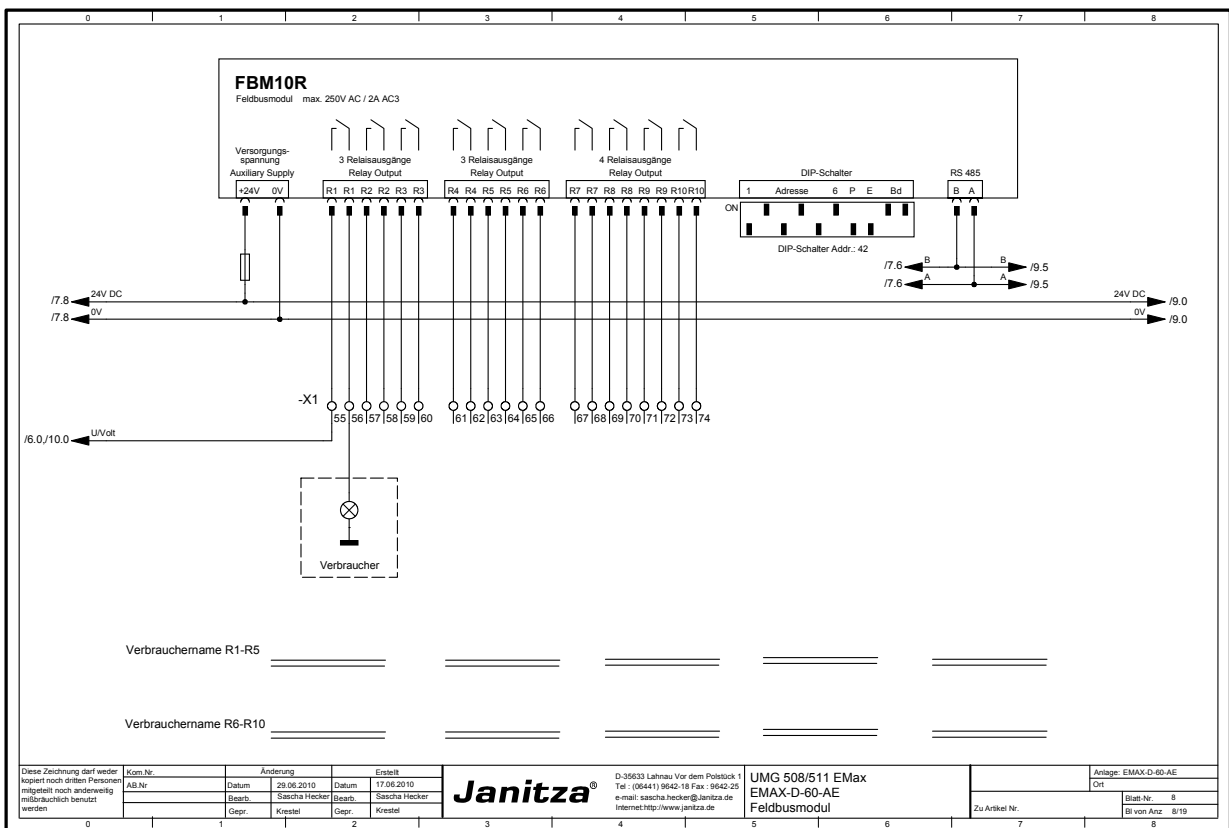 0 1 2 3 4 5 6 7 8
FBM10R
Feldbusmodul max. 250V AC / 2A AC3
Versorgungs-
spannung
Auxiliary Supply
3 Relaisausgänge
Relay Output
3 Relaisausgänge
Relay Output
4 Relaisausgänge
Relay Output
DIP-Schalter
RS 485
+24V 0V
R1 R1 R2 R2 R3 R3
R4 R4 R5 R5 R6 R6
R7 R7 R8 R8 R9 R9 R10 R10
1 Adresse 6 P E Bd
B A
ON
DIP-Schalter Addr.: 42
/7.6 B B /9.5
/7.6 A A /9.5
/7.8 24V DC 24V DC /9.0
/7.8 0V 0V /9.0
-X1
55 56 57 58 59 60
61 62 63 64 65 66
67 68 69 70 71 72 73 74
/6.0,/10.0 U/Volt
Verbraucher
Verbrauchername R1-R5
Verbrauchername R6-R10
Diese Zeichnung darf weder
kopiert noch dritten Personen
mitgeteilt noch anderweitig
mißbräuchlich benutzt
werden
Kom.Nr. Änderung Erstellt
AB.Nr Datum 29.06.2010 Datum 17.06.2010
Bearb. Sascha Hecker Bearb. Sascha Hecker
Gepr. Krestel Gepr. Krestel
Janitza®
D-35633 Lahnau Vor dem Polstück 1
Tel : (06441) 9642-18 Fax : 9642-25
e-mail: sascha.hecker@Janitza.de
Internet:http://www.janitza.de
UMG 508/511 EMax
EMAX-D-60-AE
Feldbusmodul
Zu Artikel Nr.
Anlage: EMAX-D-60-AE
Ort
Blatt-Nr. 8
Bl von Anz 8/19
0 1 2 3 4 5 6 7 8